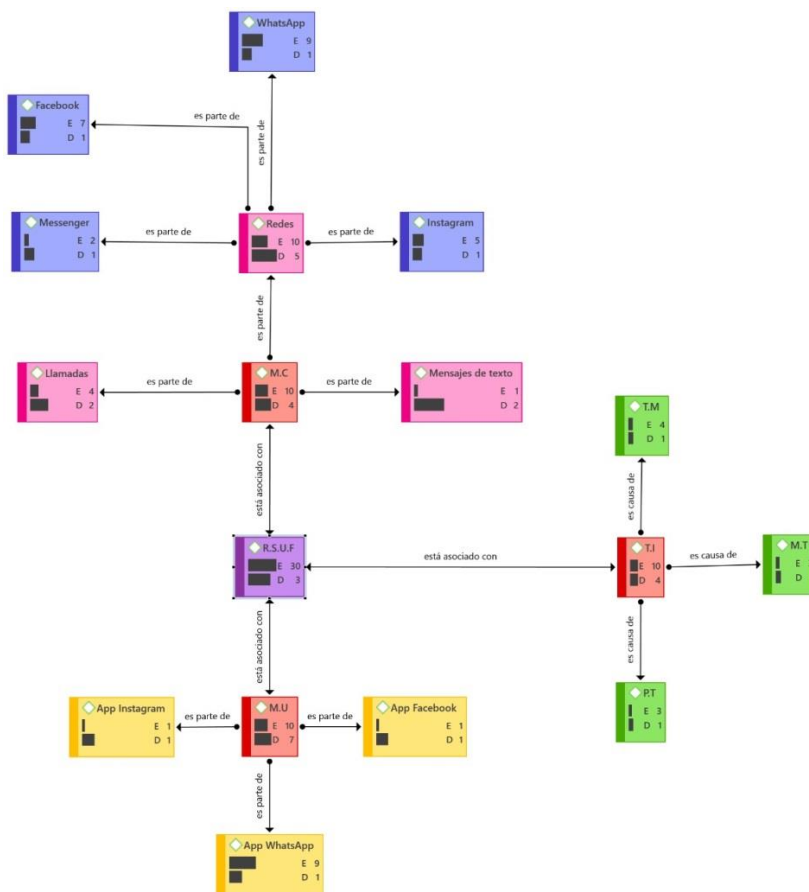 WhatsApp
E 9
D 1
Facebook
E 7
D 1
es parte de
es parte de
Messenger
E 2
D 1
es parte de
Redes
E 10
D 5
es parte de
Instagram
E 5
D 1
es parte de
Llamadas
E 4
D 2
es parte de
M.C
E 10
D 4
es parte de
Mensajes de texto
E 1
D 2
T.M
E 4
D 1
está asociado con
es causa de
R.S.U.F
E 30
D 3
está asociado con
T.I
E 10
D 4
es causa de
M.T
E
D
está asociado con
es causa de
P.T
E 3
D 1
App Instagram
E 1
D 1
es parte de
M.U
E 10
D 7
es parte de
App Facebook
E 1
D 1
es parte de
App WhatsApp
E 9
D 1